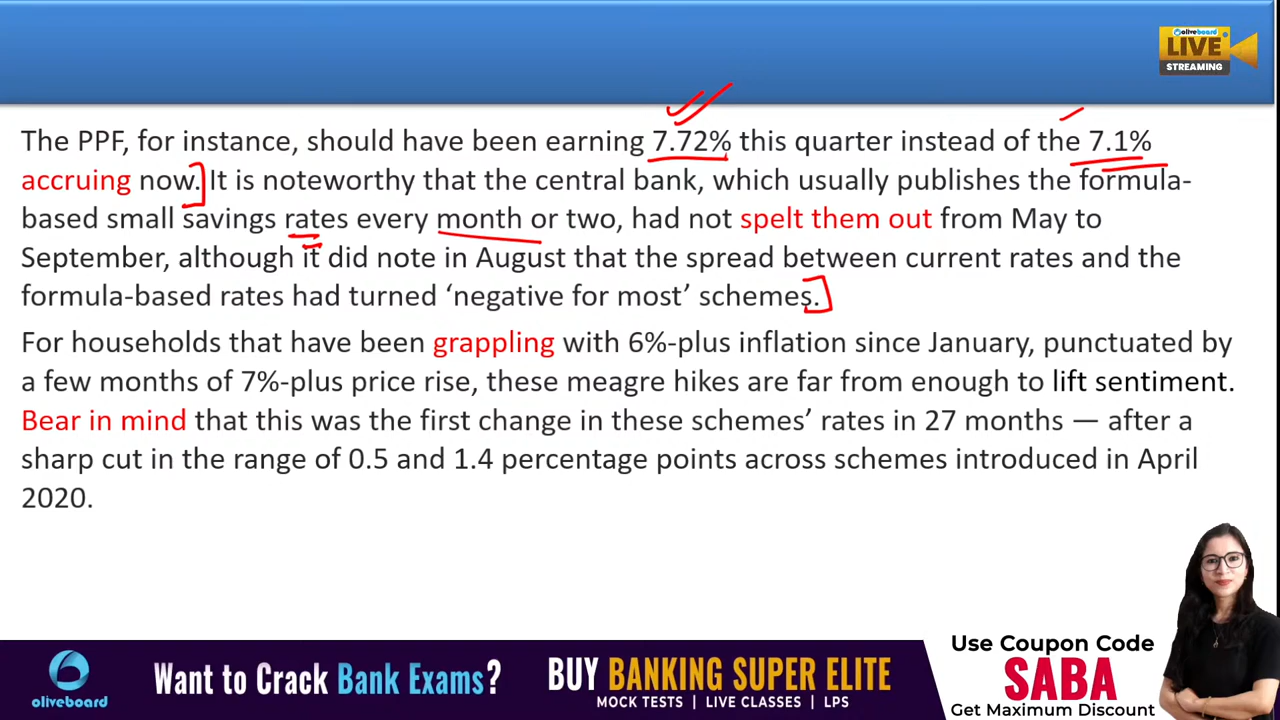 oliveboard
LIVE
STREAMING
The PPF, for instance, should have been earning 7.72% this quarter instead of the 7.1%
accruing now. It is noteworthy that the central bank, which usually publishes the formula-
based small savings rates every month or two, had not spelt them out from May to
September, although it did note in August that the spread between current rates and the
formula-based rates had turned ‘negative for most’ schemes.
For households that have been grappling with 6%-plus inflation since January, punctuated by
a few months of 7%-plus price rise, these meagre hikes are far from enough to lift sentiment.
Bear in mind that this was the first change in these schemes’ rates in 27 months — after a
sharp cut in the range of 0.5 and 1.4 percentage points across schemes introduced in April
2020.
oliveboard
Want to Crack Bank Exams?
BUY BANKING SUPER ELITE
MOCK TESTS | LIVE CLASSES | LPS
Use Coupon Code
SABA
Get Maximum Discount